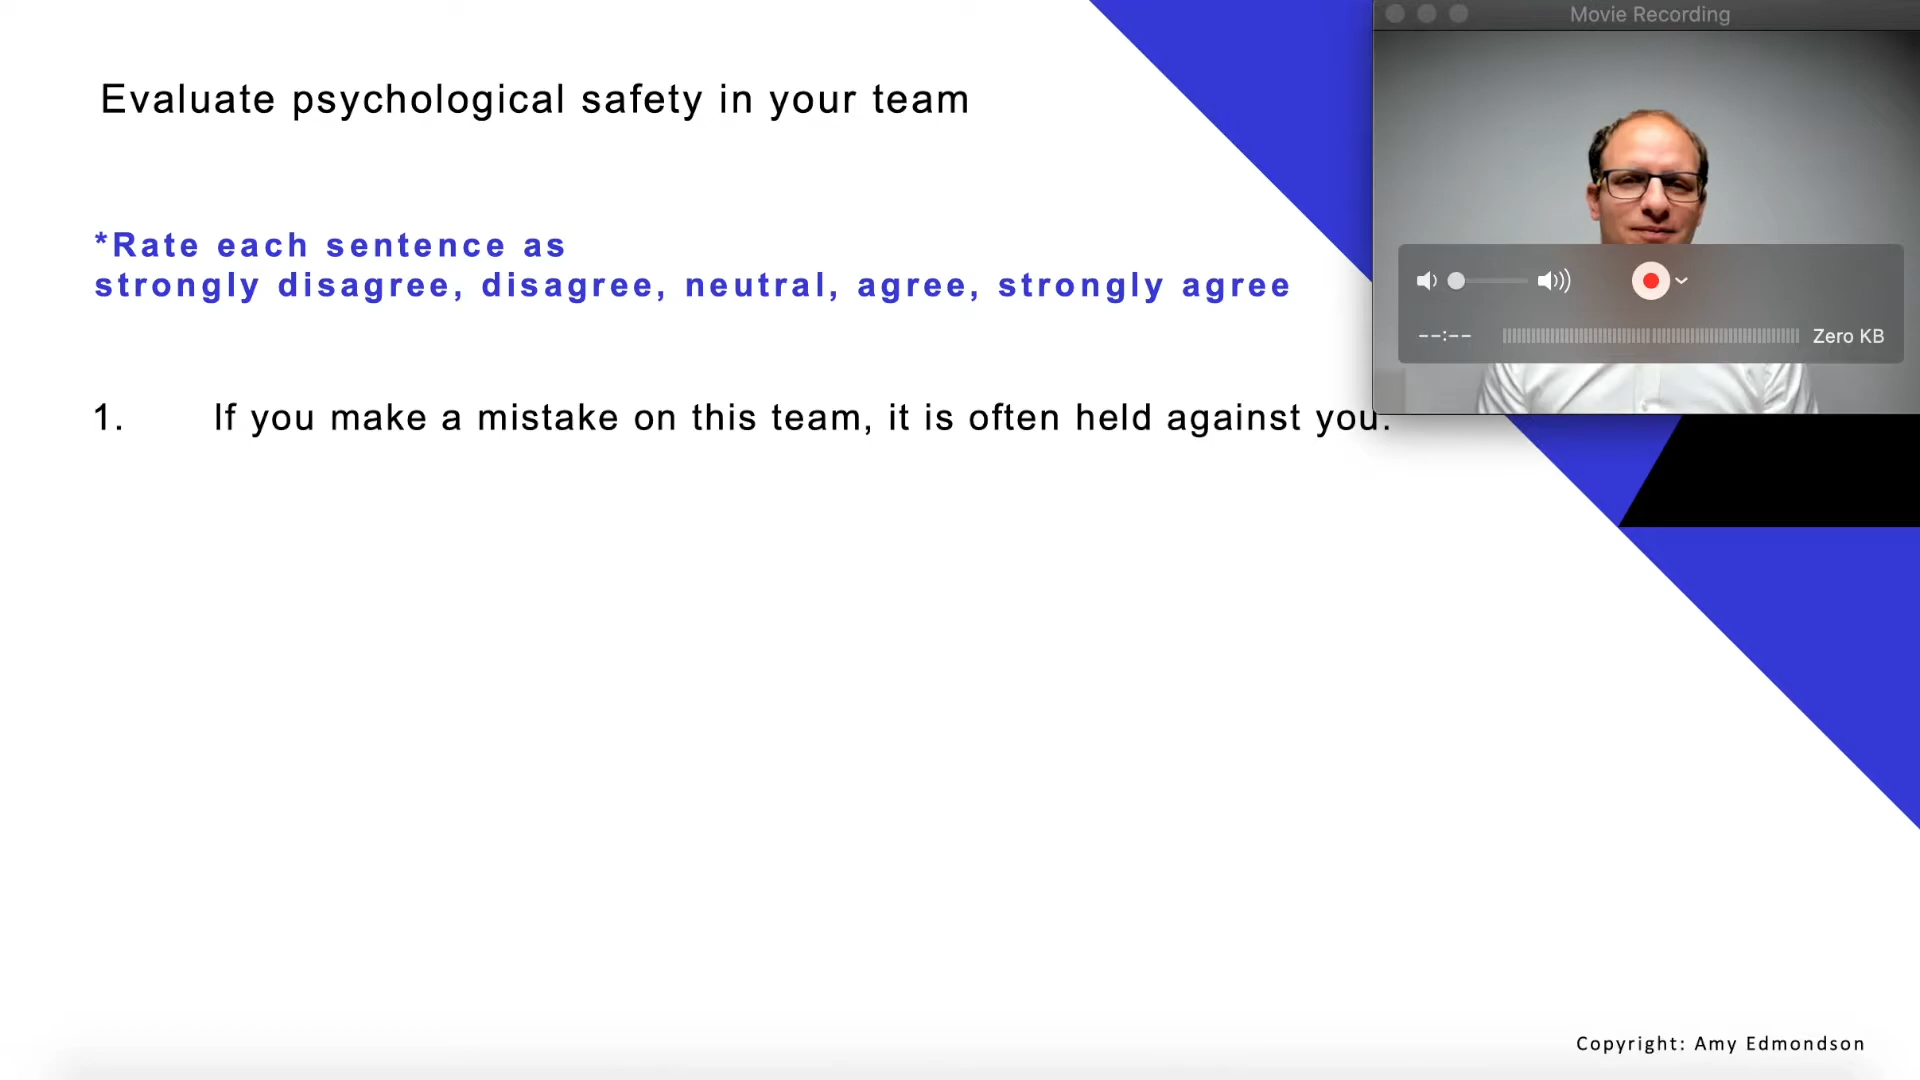 Movie Recording
Evaluate psychological safety in your team
*Rate each sentence as
strongly disagree, disagree, neutral, agree, strongly agree
--:-- Zero KB
1. If you make a mistake on this team, it is often held against you.
Copyright: Amy Edmondson